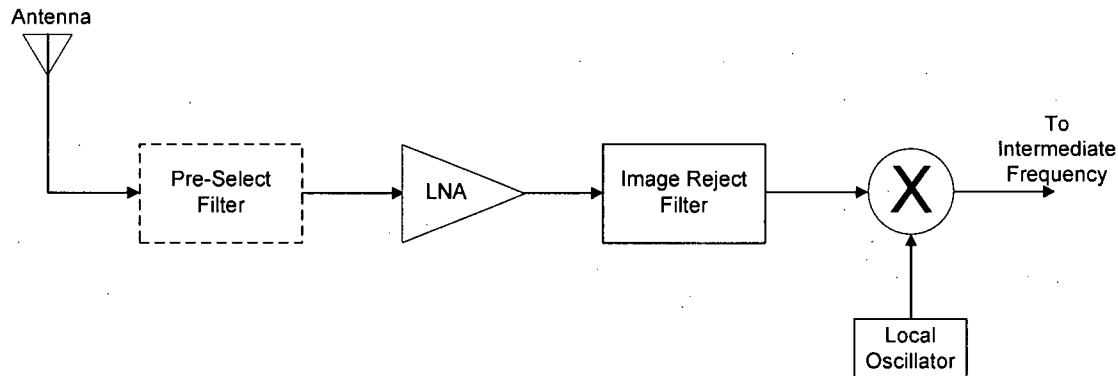 Antenna
Pre-Select
Filter
LNA
Image Reject
Filter
X
To
Intermediate
Frequency
Local
Oscillator